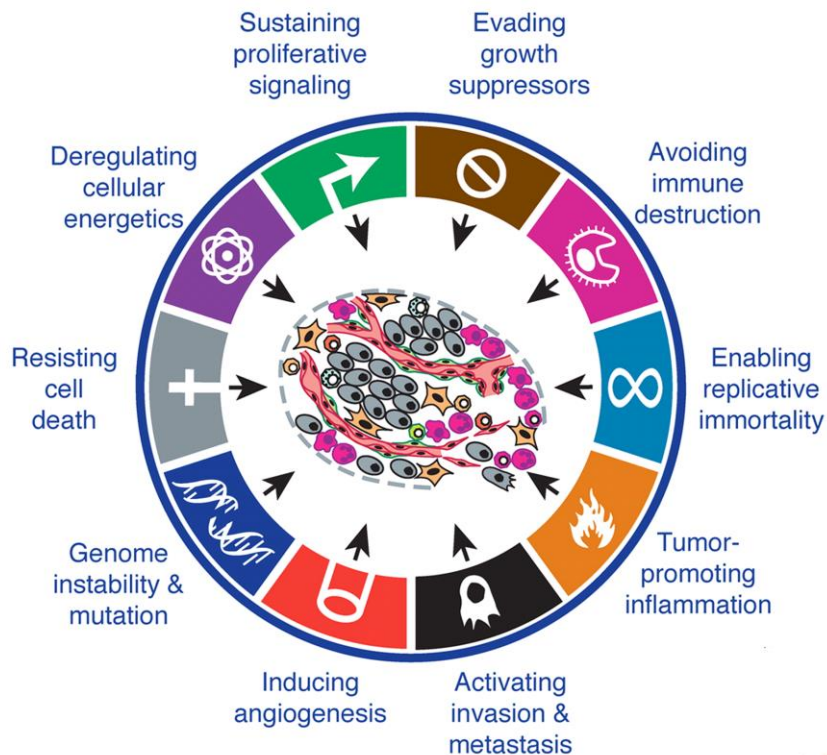 Sustaining
proliferative
signaling
Evading
growth
suppressors
Avoiding
immune
destruction
Enabling
replicative
immortality
Tumor-
promoting
inflammation
Activating
invasion &
metastasis
Inducing
angiogenesis
Genome
instability &
mutation
Resisting
cell
death
Deregulating
cellular
energetics